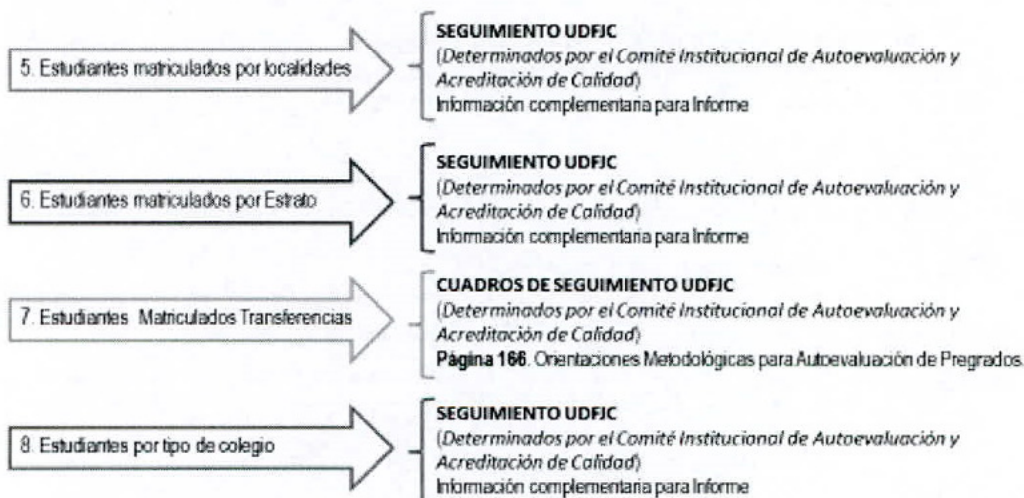 5. Estudiantes matriculados por localidades
SEGUIMIENTO UDFJC
(Determinados por el Comité Institucional de Autoevaluación y
Acreditación de Calidad)
Información complementaria para Informe
6. Estudiantes matriculados por Estrato
SEGUIMIENTO UDFJC
(Determinados por el Comité Institucional de Autoevaluación y
Acreditación de Calidad)
Información complementaria para Informe
7. Estudiantes Matriculados Transferencias
CUADROS DE SEGUIMIENTO UDFJC
(Determinados por el Comité Institucional de Autoevaluación y
Acreditación de Calidad)
Página 166. Orientaciones Metodológicas para Autoevaluación de Pregrados.
8. Estudiantes por tipo de colegio
SEGUIMIENTO UDFJC
(Determinados por el Comité Institucional de Autoevaluación y
Acreditación de Calidad)
Información complementaria para Informe